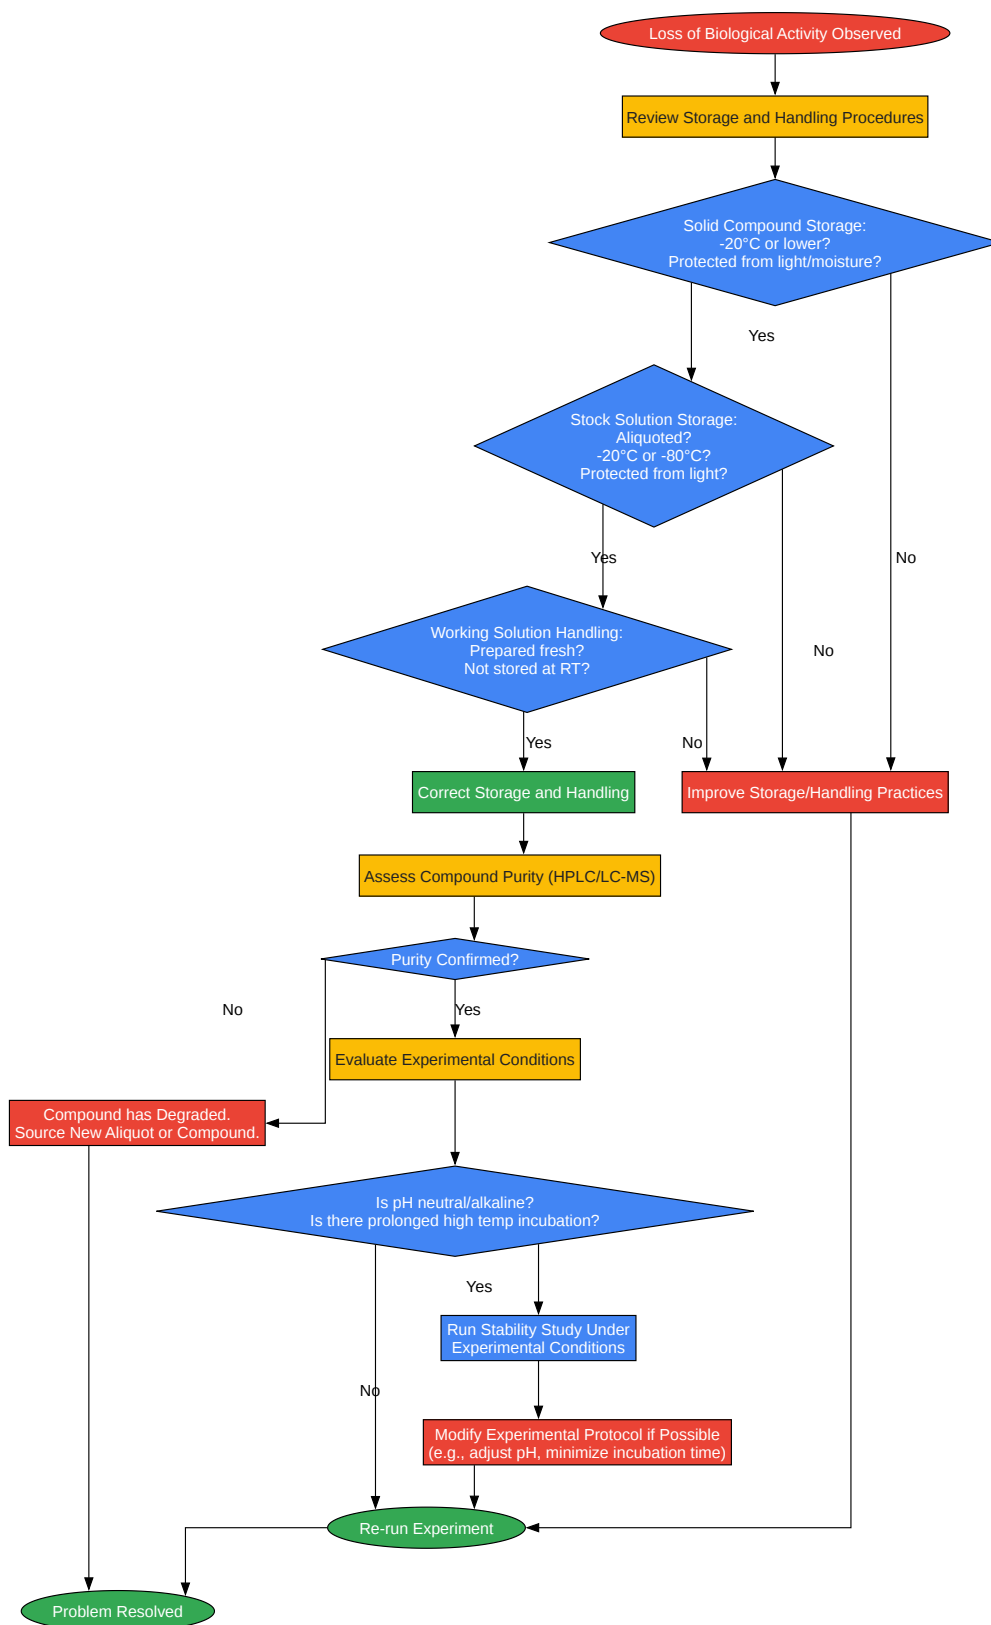 Loss of Biological Activity Observed
Review Storage and Handling Procedures
Solid Compound Storage:
-20°C or lower?
Protected from light/moisture?
Yes
Stock Solution Storage:
Aliquoted?
-20°C or -80°C?
Protected from light?
Yes
No
Working Solution Handling:
Prepared fresh?
Not stored at RT?
No
Yes
No
Correct Storage and Handling
Improve Storage/Handling Practices
Assess Compound Purity (HPLC/LC-MS)
Purity Confirmed?
No
Yes
Evaluate Experimental Conditions
Compound has Degraded.
Source New Aliquot or Compound.
Is pH neutral/alkaline?
Is there prolonged high temp incubation?
Yes
Run Stability Study Under
Experimental Conditions
No
Modify Experimental Protocol if Possible
(e.g., adjust pH, minimize incubation time)
Re-run Experiment
Problem Resolved